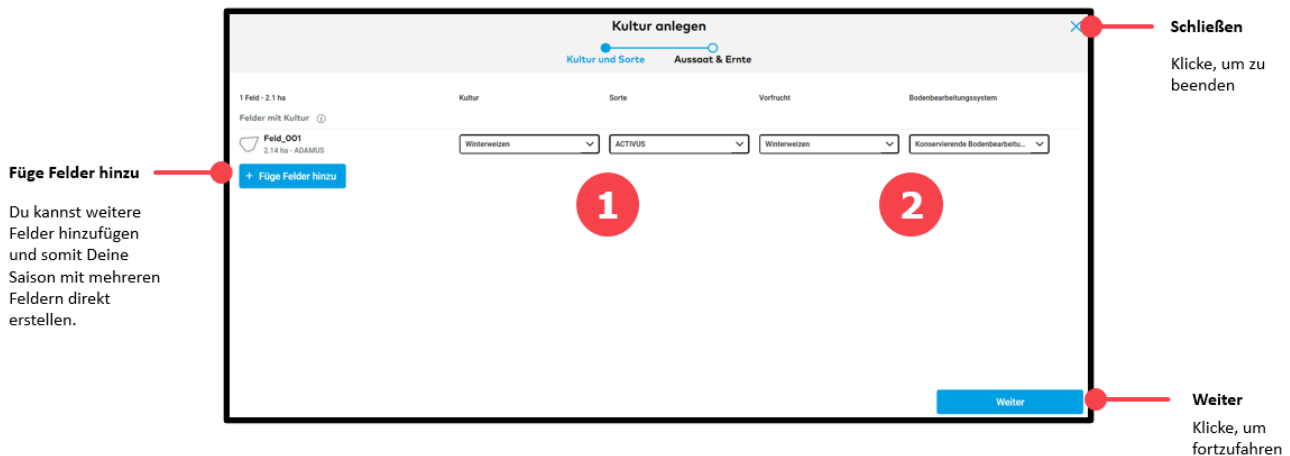 Kultur anlegen
Kultur und Sorte
Aussaat & Ernte
1 Feld - 2.1 ha
Kultur
Sorte
Vorfrucht
Bodenbearbeitungssystem
Felder mit Kultur
Feld_001
2.14 ha - ADAMUS
Winterweizen
ACTIVUS
Winterweizen
Konservierende Bodenbearbeitu...
+ Füge Felder hinzu
1
2
Weiter
Füge Felder hinzu
Du kannst weitere
Felder hinzufügen
und somit Deine
Saison mit mehreren
Feldern direkt
erstellen.
Schließen
Klicke, um zu
beenden
Weiter
Klicke, um
fortzufahren